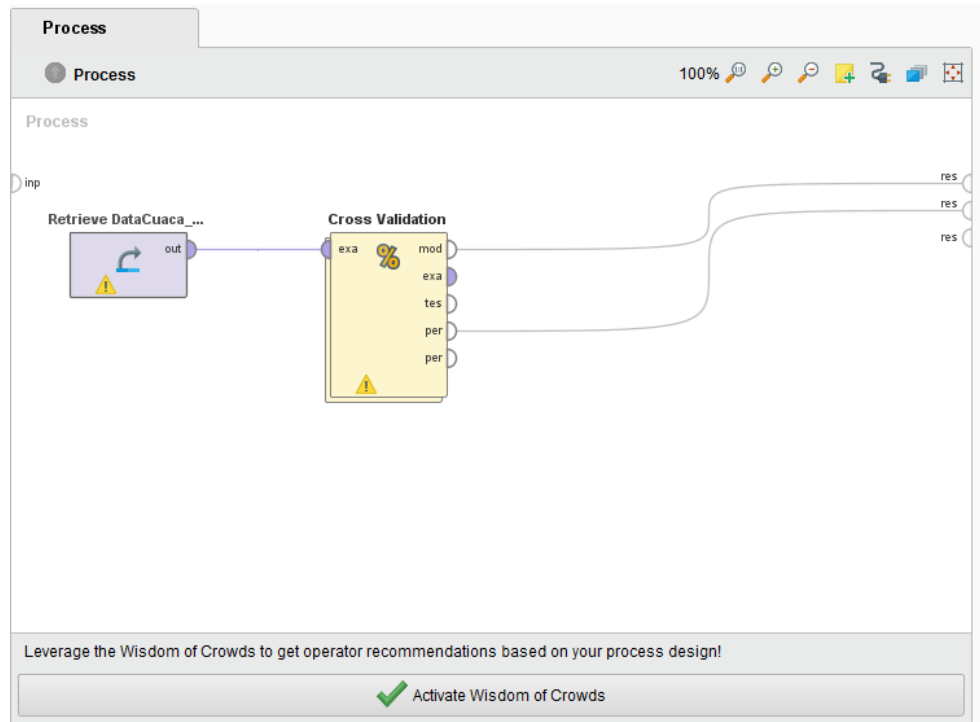 Process
Process
100%
Process
inp
res
res
res
Retrieve DataCuaca_...
out
Cross Validation
exa
%
mod
exa
tes
per
per
Leverage the Wisdom of Crowds to get operator recommendations based on your process design!
Activate Wisdom of Crowds